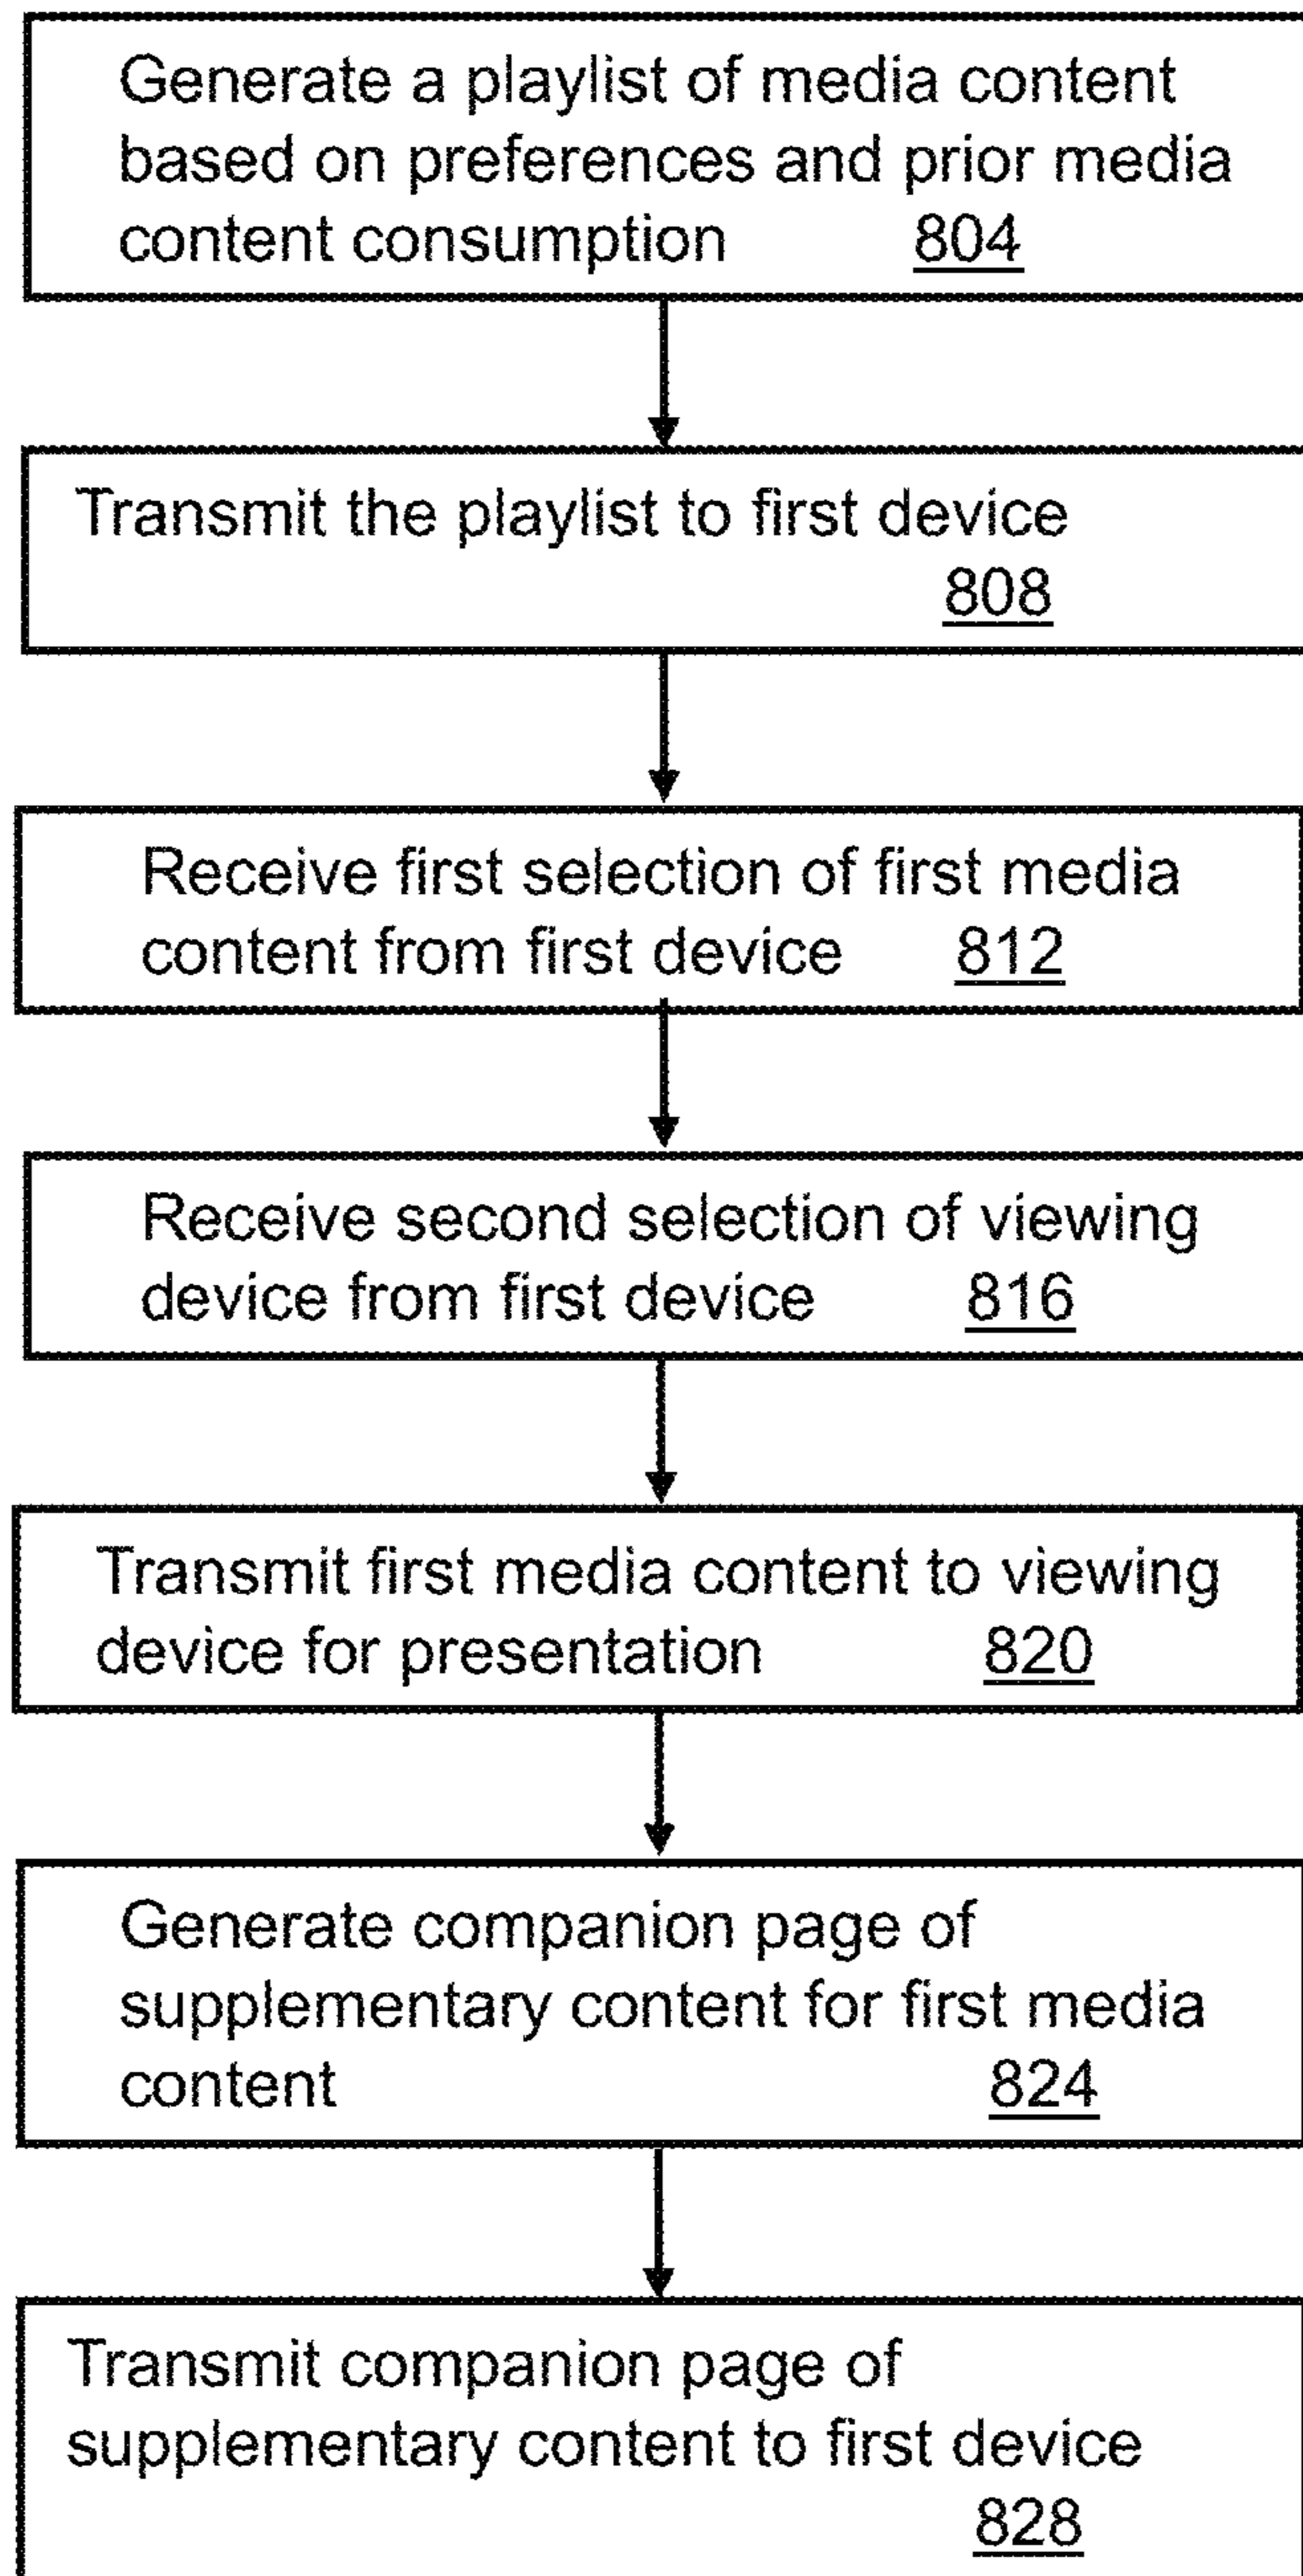 Generate a playlist of media content
based on preferences and prior media
content consumption 804
Transmit the playlist to first device
808
Receive first selection of first media
content from first device 812
Receive second selection of viewing
device from first device 816
Transmit first media content to viewing
device for presentation 820
Generate companion page of
supplementary content for first media
content 824
Transmit companion page of
supplementary content to first device
828